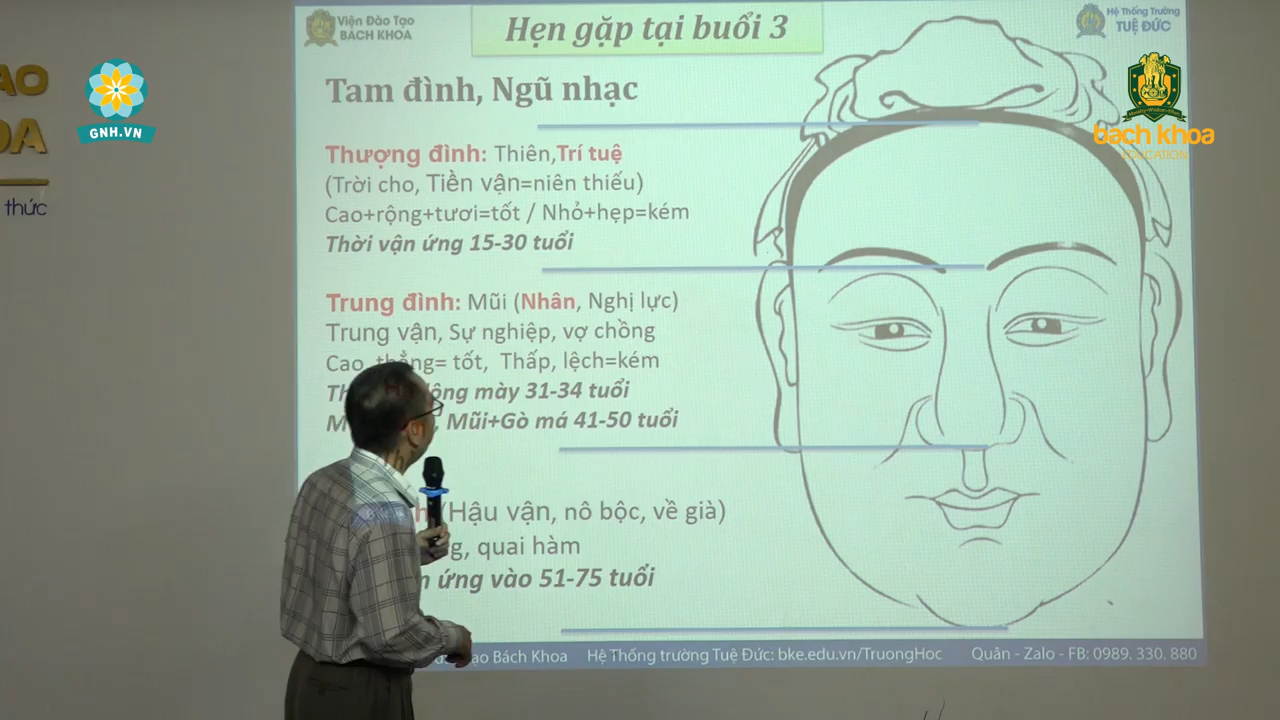 Viện Đào Tạo
BÁCH KHOA
Hẹn gặp tại buổi 3
Hệ Thống Trường
TUỆ ĐỨC
AO
OA
thức
GNH.VN
bach khoa
EDUCATION
Tam đình, Ngũ nhạc
Thượng đình: Thiên,Trí tuệ
(Trời cho, Tiền vận=niên thiếu)
Cao+rộng+tươi=tốt / Nhỏ+hẹp=kém
Thời vận ứng 15-30 tuổi
Trung đình: Mũi (Nhân, Nghị lực)
Trung vận, Sự nghiệp, vợ chồng
Cao, thẳng= tốt, Thấp, lệch=kém
mày 31-34 tuổi
Mũi+Gò má 41-50 tuổi
(Hậu vận, nô bộc, về già)
quai hàm
ứng vào 51-75 tuổi
Bách Khoa Hệ Thống trường Tuệ Đức: bke.edu.vn/TruongHoc Quân - Zalo - FB: 0989. 330. 880